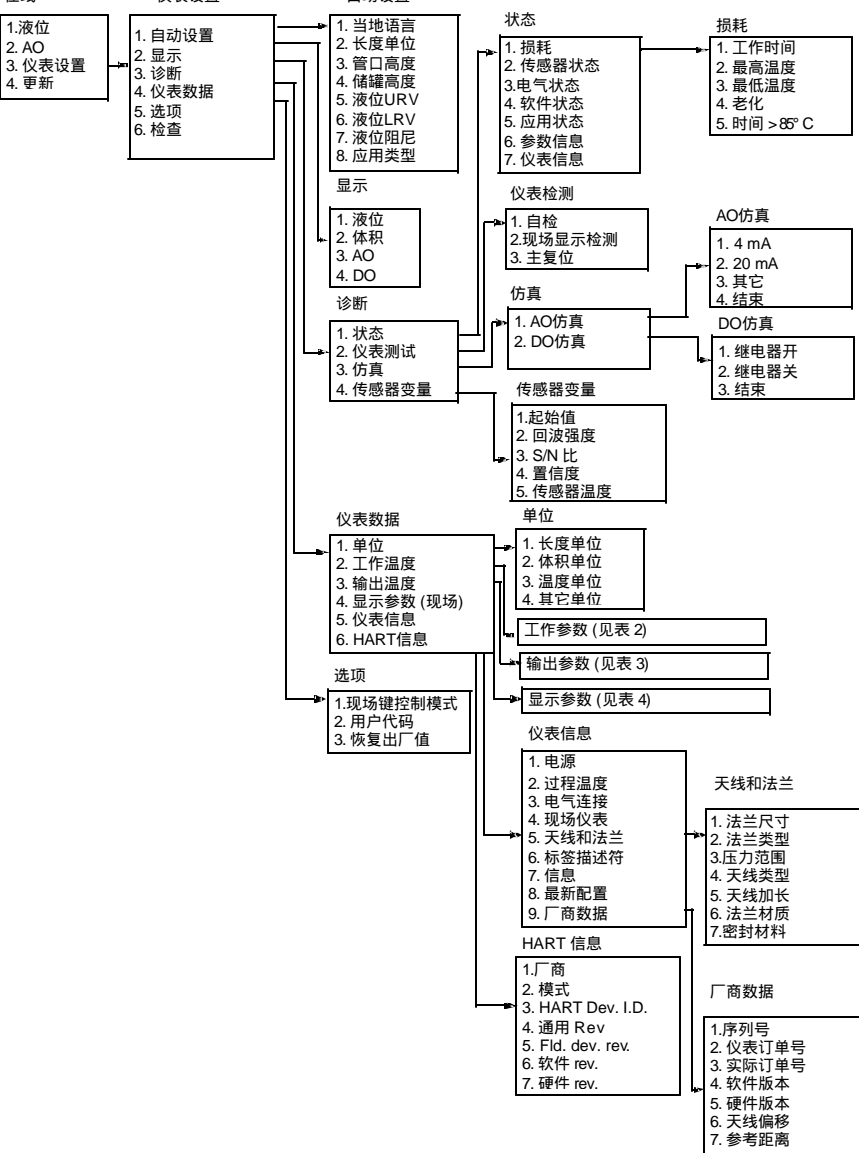 1.液位
2. AO
3. 仪表设置
4. 更新
1. 自动设置
2. 显示
3. 诊断
4. 仪表数据
5. 选项
6. 检查
1. 当地语言
2. 长度单位
3. 管口高度
4. 储罐高度
5. 液位URV
6. 液位LRV
7. 液位阻尼
8. 应用类型
显示
1. 液位
2. 体积
3. AO
4. DO
诊断
1. 状态
2. 仪表测试
3. 仿真
4. 传感器变量
仪表数据
1. 单位
2. 工作温度
3. 输出温度
4. 显示参数 (现场)
5. 仪表信息
6. HART信息
选项
1.现场键控制模式
2. 用户代码
3. 恢复出厂值
状态
1. 损耗
2. 传感器状态
3.电气状态
4. 软件状态
5. 应用状态
6. 参数信息
7. 仪表信息
仪表检测
1. 自检
2.现场显示检测
3. 主复位
仿真
1. AO仿真
2. DO仿真
传感器变量
1.起始值
2. 回波强度
3. S/N 比
4. 置信度
5. 传感器温度
单位
1. 长度单位
2. 体积单位
3. 温度单位
4. 其它单位
工作参数 (见表 2)
输出参数 (见表 3)
显示参数 (见表 4)
仪表信息
1. 电源
2. 过程温度
3. 电气连接
4. 现场仪表
5. 天线和法兰
6. 标签描述符
7. 信息
8. 最新配置
9. 厂商数据
HART 信息
1.厂商
2. 模式
3. HART Dev. I.D.
4. 通用 Rev
5. Fld. dev. rev.
6. 软件 rev.
7. 硬件 rev.
损耗
1. 工作时间
2. 最高温度
3. 最低温度
4. 老化
5. 时间 >85° C
AO仿真
1. 4 mA
2. 20 mA
3. 其它
4. 结束
DO仿真
1. 继电器开
2. 继电器关
3. 结束
天线和法兰
1. 法兰尺寸
2. 法兰类型
3.压力范围
4. 天线类型
5. 天线加长
6. 法兰材质
7.密封材料
厂商数据
1.序列号
2. 仪表订单号
3. 实际订单号
4. 软件版本
5. 硬件版本
6. 天线偏移
7. 参考距离